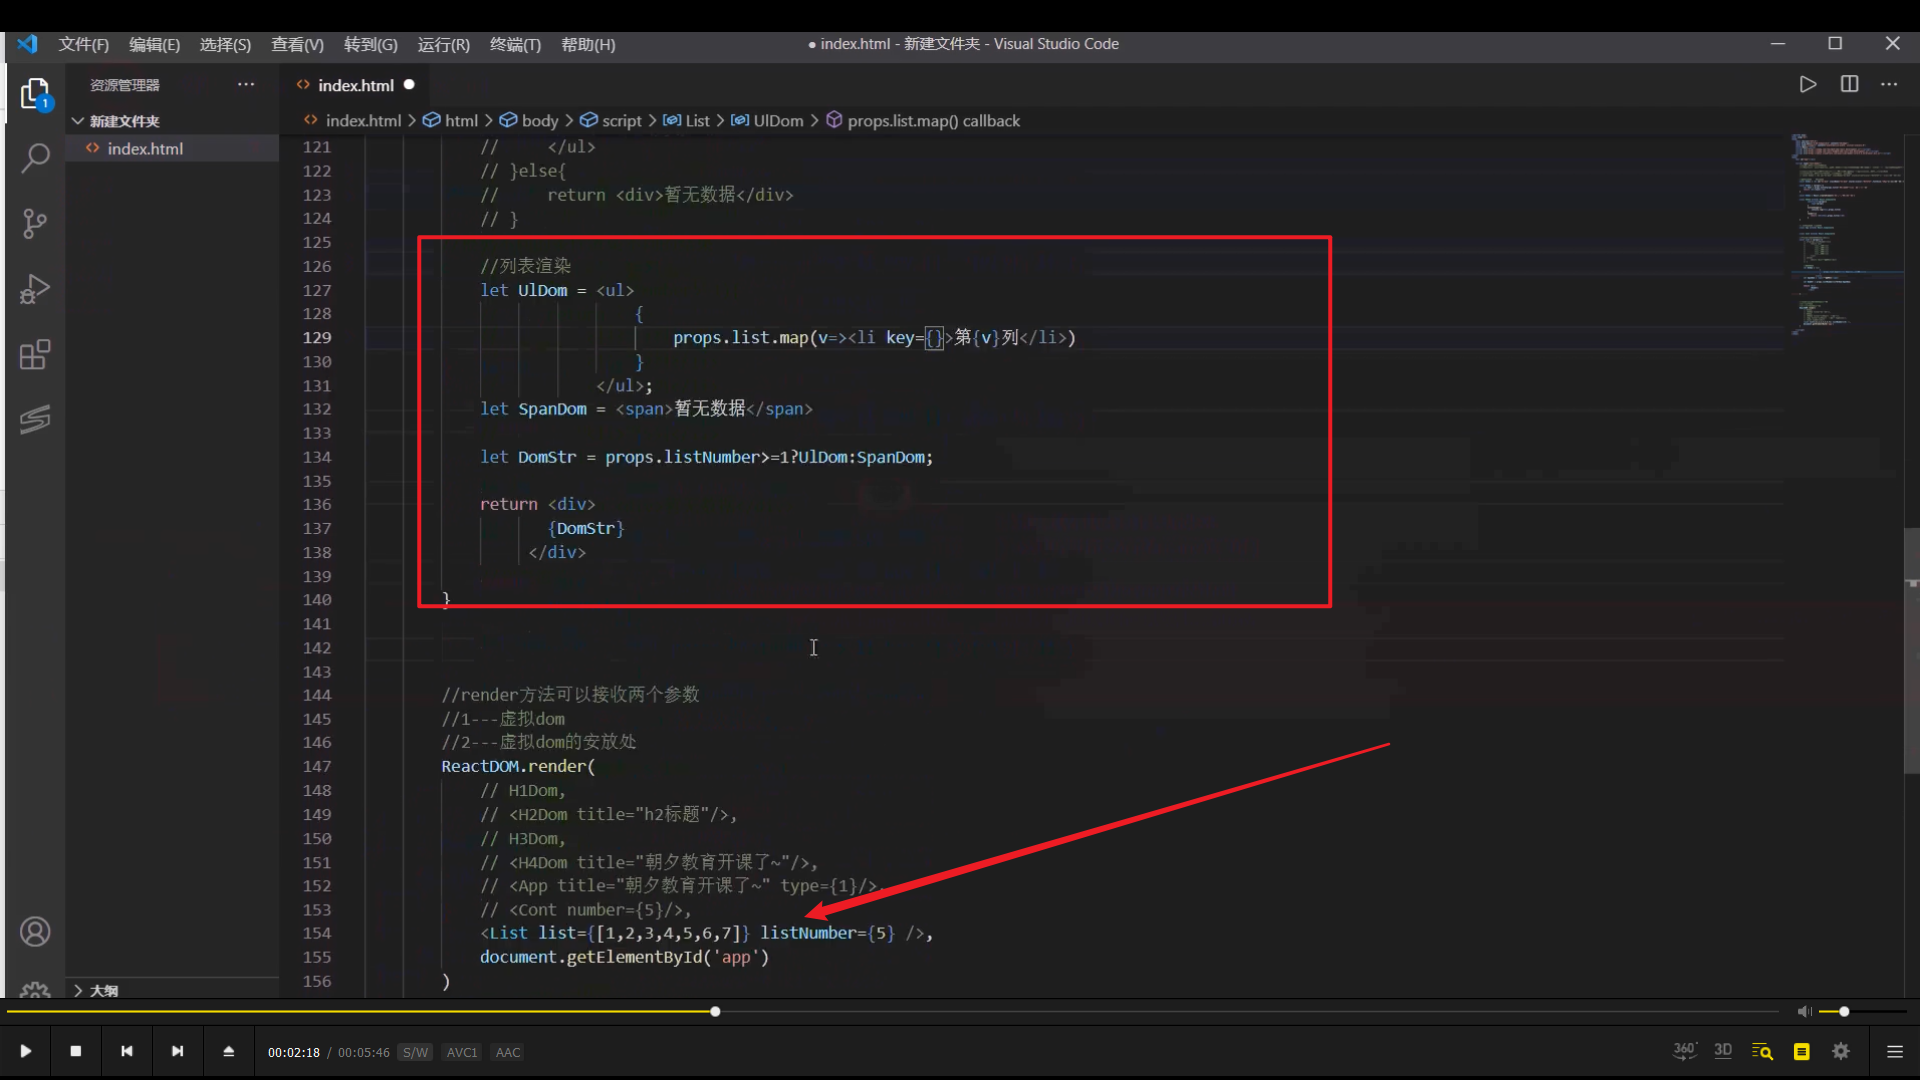 文件(F) 编辑(E) 选择(S) 查看(V) 转到(G) 运行(R) 终端(T) 帮助(H) ● index.html - 新建文件夹 - Visual Studio Code
资源管理器 ··· <> index.html ●
新建文件夹
<> index.html
1
<> index.html > html > body > script > List > UlDom > props.list.map() callback
121 // </ul>
122 // }else{
123 // return <div>暂无数据</div>
124 // }
125
126 //列表渲染
127 let UlDom = <ul>
128 {
129 props.list.map(v=><li key={}>第{v}列</li>)
130 }
131 </ul>;
132 let SpanDom = <span>暂无数据</span>
133
134 let DomStr = props.listNumber>=1?UlDom:SpanDom;
135
136 return <div>
137 {DomStr}
138 </div>
139
140 }
141
142
143
144 //render方法可以接收两个参数
145 //1---虚拟dom
146 //2---虚拟dom的安放处
147 ReactDOM.render(
148 // H1Dom,
149 // <H2Dom title="h2标题"/>,
150 // H3Dom,
151 // <H4Dom title="朝夕教育开课了~"/>,
152 // <App title="朝夕教育开课了~" type={1}/>,
153 // <Cont number={5}/>,
154 <List list={[1,2,3,4,5,6,7]} listNumber={5} />,
155 document.getElementById('app')
156 )
大纲
00:02:18 / 00:05:46 S/W AVC1 AAC
360° 3D